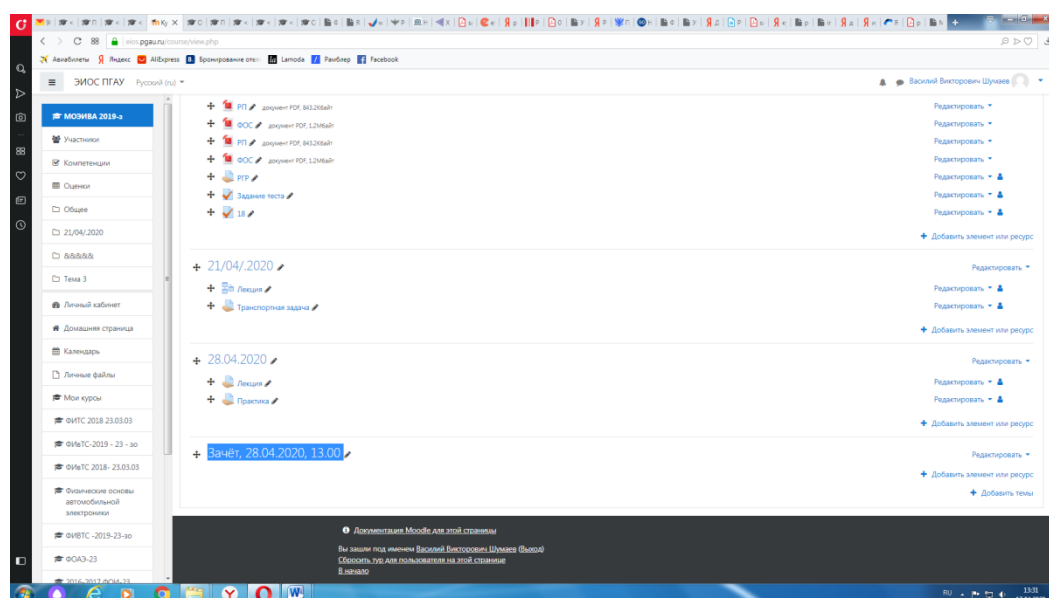 eios.pgau.ru/course/view.php
Авиабилеты Яндекс AliExpress Бронирование отел Lamoda Рамблер Facebook
ЭИОС ПГАУ Русский (ru)
Василий Викторович Шумаев
МОЭИВА 2019-з
Участники
Компетенции
Оценки
Общее
21/04/.2020
&&&&&
Тема 3
Личный кабинет
Домашняя страница
Календарь
Личные файлы
Мои курсы
ФИТС 2018 23.03.03
ФИвТС-2019 - 23 - зо
ФИвТС 2018- 23.03.03
Физические основы
автомобильной
электроники
ФИВТС -2019-23-зо
ФОАЭ-23
2016-2017 ФОИА-23
РП документ PDF, 843.2Кбайт Редактировать
ФОС документ PDF, 1.2Мбайт Редактировать
РП документ PDF, 843.2Кбайт Редактировать
ФОС документ PDF, 1.2Мбайт Редактировать
РГР Редактировать
Задание теста Редактировать
18 Редактировать
Добавить элемент или ресурс
21/04/.2020 Редактировать
Лекция Редактировать
Транспортная задача Редактировать
Добавить элемент или ресурс
28.04.2020 Редактировать
Лекция Редактировать
Практика Редактировать
Добавить элемент или ресурс
Зачёт, 28.04.2020, 13.00 Редактировать
Добавить элемент или ресурс
Добавить темы
Документация Moodle для этой страницы
Вы зашли под именем Василий Викторович Шумаев (Выход)
Сбросить тур для пользователя на этой странице
В начало
RU 13:31